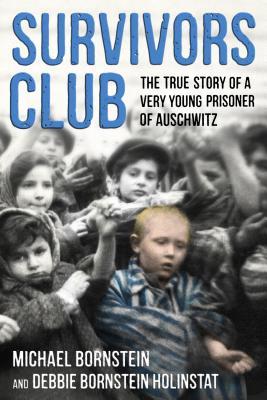 SURVIVORS
CLUB
THE TRUE STORY OF A
VERY YOUNG PRISONER
OF AUSCHWITZ
MICHAEL BORNSTEIN
AND DEBBIE BORNSTEIN HOLINSTAT